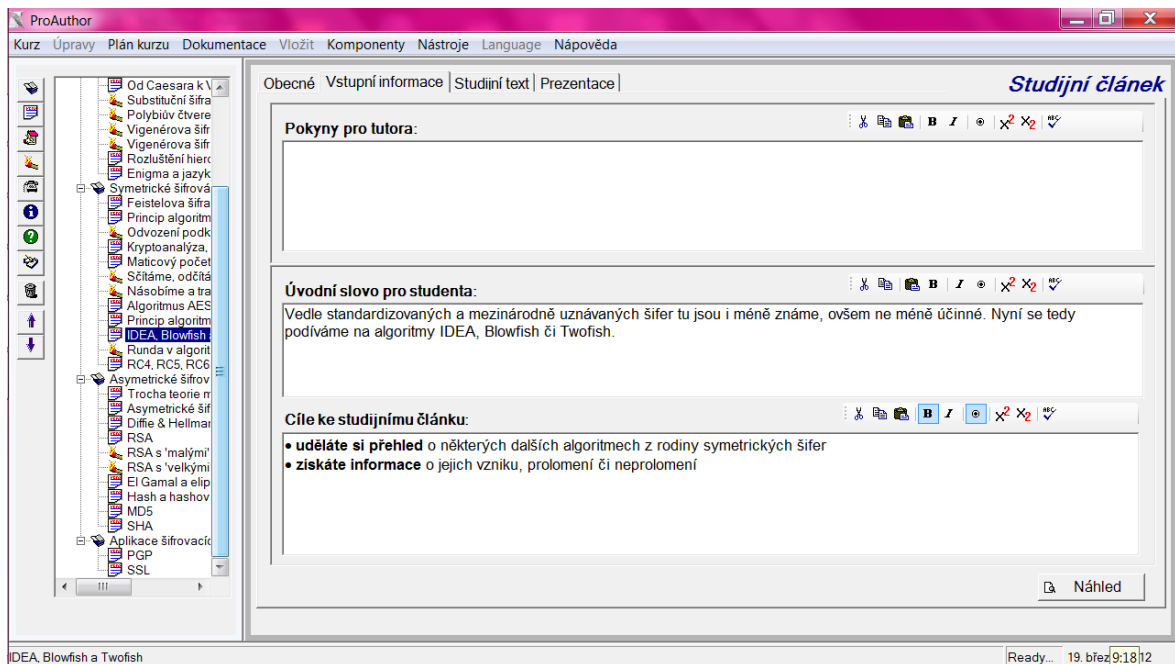 ProAuthor
Kurz Úpravy Plán kurzu Dokumentace Vložit Komponenty Nástroje Language Nápověda
Od Caesara k V
Substituční šifra
Polybiův čtvere
Vigenérova šifr
Vigenérova šifr
Rozluštění hierc
Enigma a jazyk
Symetrické šifrová
Feistelova šifra
Princip algoritm
Odvození podk
Kryptoanalýza,
Maticový počet
Sčítáme, odčítá
Násobíme a tra
Algoritmus AES
Princip algoritm
IDEA, Blowfish
Runda v algorit
RC4, RC5, RC6
Asymetrické šifrov
Trocha teorie m
Asymetrické šif
Diffie & Hellmar
RSA
RSA s 'malými'
RSA s 'velkými
El Gamal a elip
Hash a hashov
MD5
SHA
Aplikace šifrovacíc
PGP
SSL
Obecné Vstupní informace Studijní text Prezentace
Studijní článek
Pokyny pro tutora:
Úvodní slovo pro studenta:
Vedle standardizovaných a mezinárodně uznávaných šifer tu jsou i méně známe, ovšem ne méně účinné. Nyní se tedy
podíváme na algoritmy IDEA, Blowfish či Twofish.
Cíle ke studijnímu článku:
• uděláte si přehled o některých dalších algoritmech z rodiny symetrických šifer
• získáte informace o jejich vzniku, prolomení či neprolomení
Náhled
IDEA, Blowfish a Twofish
Ready... 19. břez 9:18 12